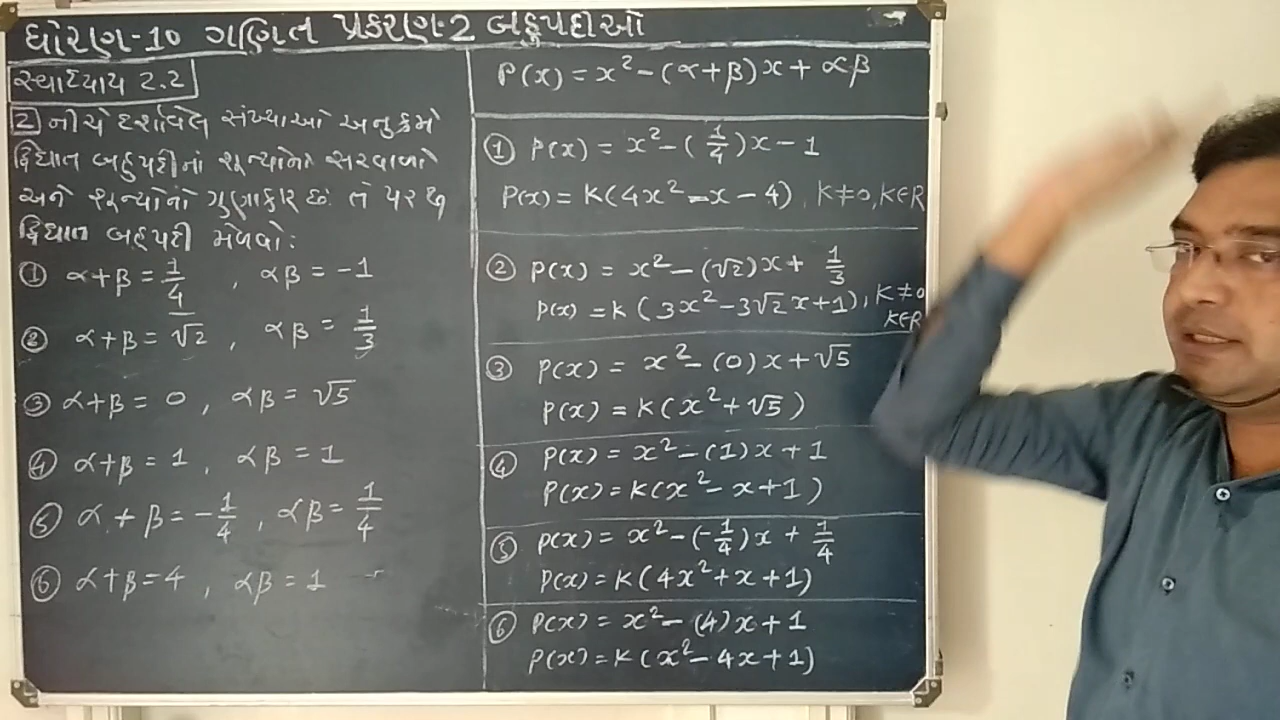 ધોરણ-10 ગણિત પ્રકરણ-2 બહુપદીઓ
સ્વાધ્યાય 2.2
2 નીચે દર્શાવેલ સંખ્યાઓ અનુક્રમે
દ્વિઘાત બહુપદીનાં શૂન્યોનો સરવાળો
અને શૂન્યોનો ગુણાકાર છે તે પરથી
દ્વિઘાત બહુપદી મેળવો:
① α+β = 1/4 , αβ = -1
② α+β = √2 , αβ = 1/3
③ α+β = 0 , αβ = √5
④ α+β = 1 , αβ = 1
⑤ α + β = -1/4 , αβ = 1/4
⑥ α+β=4 , αβ = 1
P(x) = x² - (α+β)x + αβ
① P(x) = x² - (1/4)x - 1
P(x) = K(4x² - x - 4), K≠0, K∈R
② P(x) = x² - (√2)x + 1/3
P(x) = K (3x² - 3√2x+1), K≠0
K∈R
③ P(x) = x² - (0)x + √5
P(x) = K(x² + √5)
④ P(x) = x² - (1)x + 1
P(x) = K(x² - x+1)
⑤ P(x) = x² - (-1/4)x + 1/4
P(x) = K(4x² + x + 1)
⑥ P(x) = x² - (4)x + 1
P(x) = K(x² - 4x + 1)